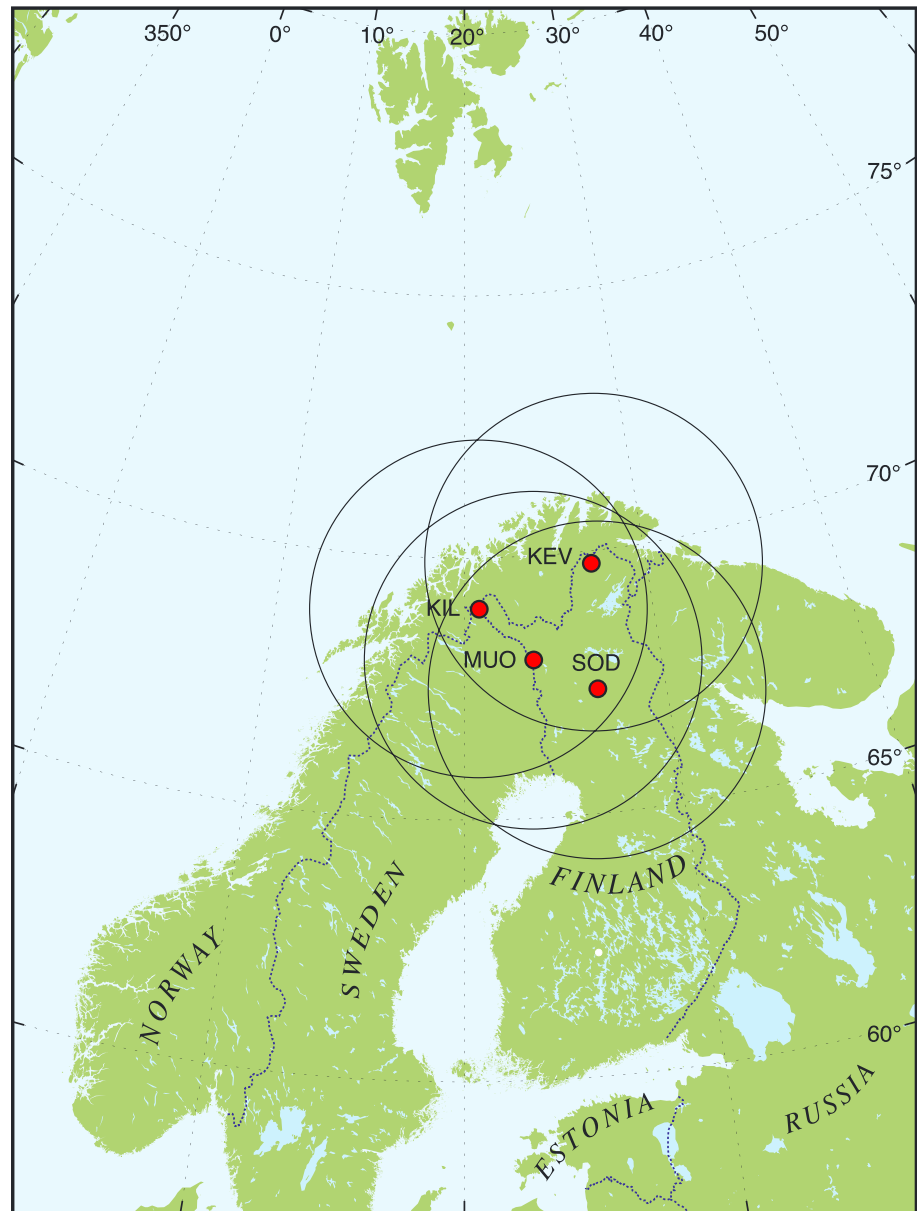 350°
0°
10°
20°
30°
40°
50°
75°
70°
KEV
KIL
MUO
SOD
65°
FINLAND
SWEDEN
NORWAY
60°
RUSSIA
ESTONIA